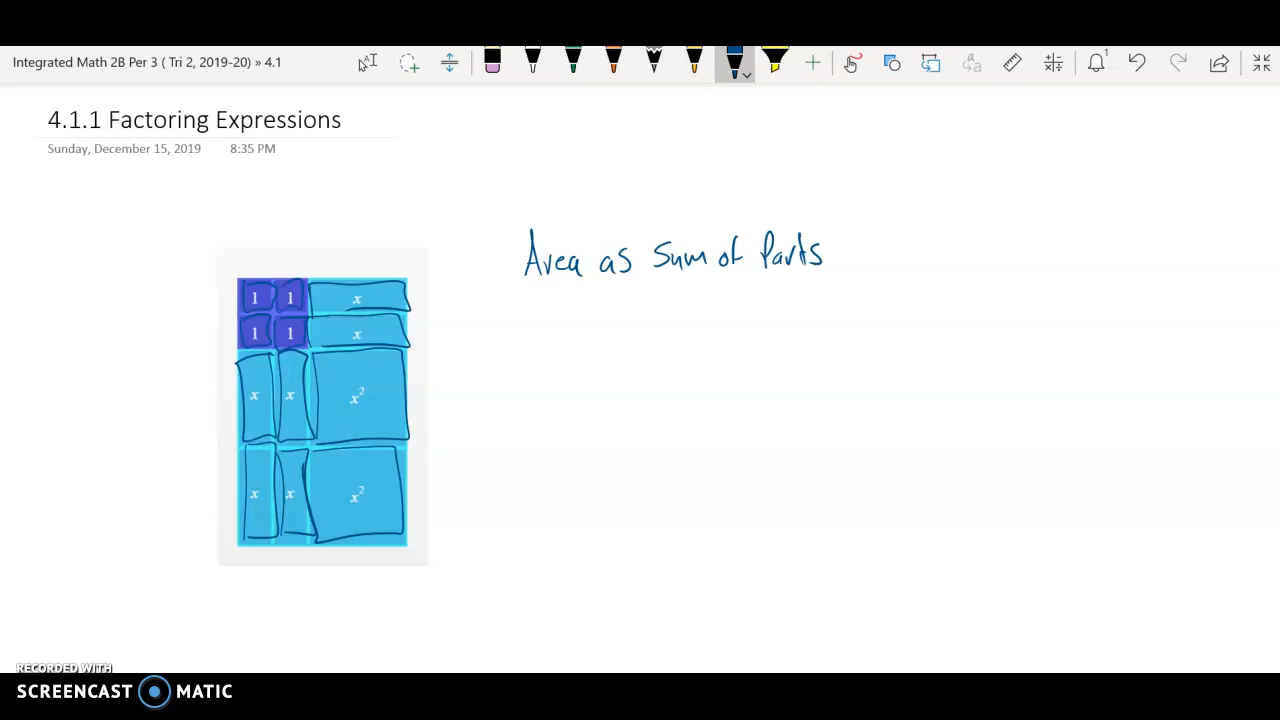 Integrated Math 2B Per 3 ( Tri 2, 2019-20) » 4.1
4.1.1 Factoring Expressions
Sunday, December 15, 2019 8:35 PM
Area as sum of Parts
1 1 x
1 1 x
x x x²
x x x²
RECORDED WITH
SCREENCAST MATIC